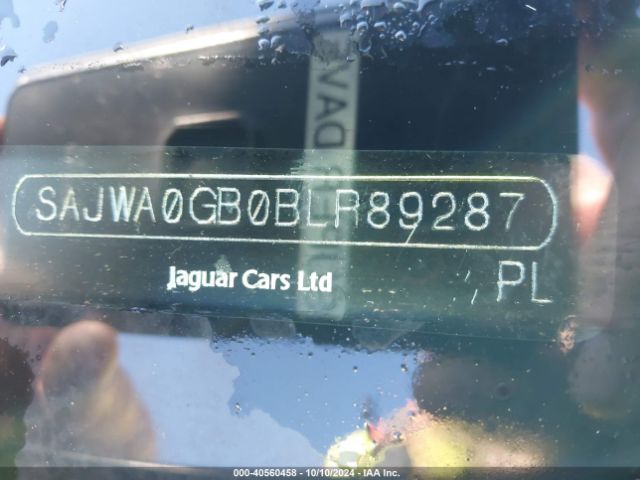 SAJWA0GB0BLR89287
Jaguar Cars Ltd
PL
000-40560458 - 10/10/2024 - IAA Inc.